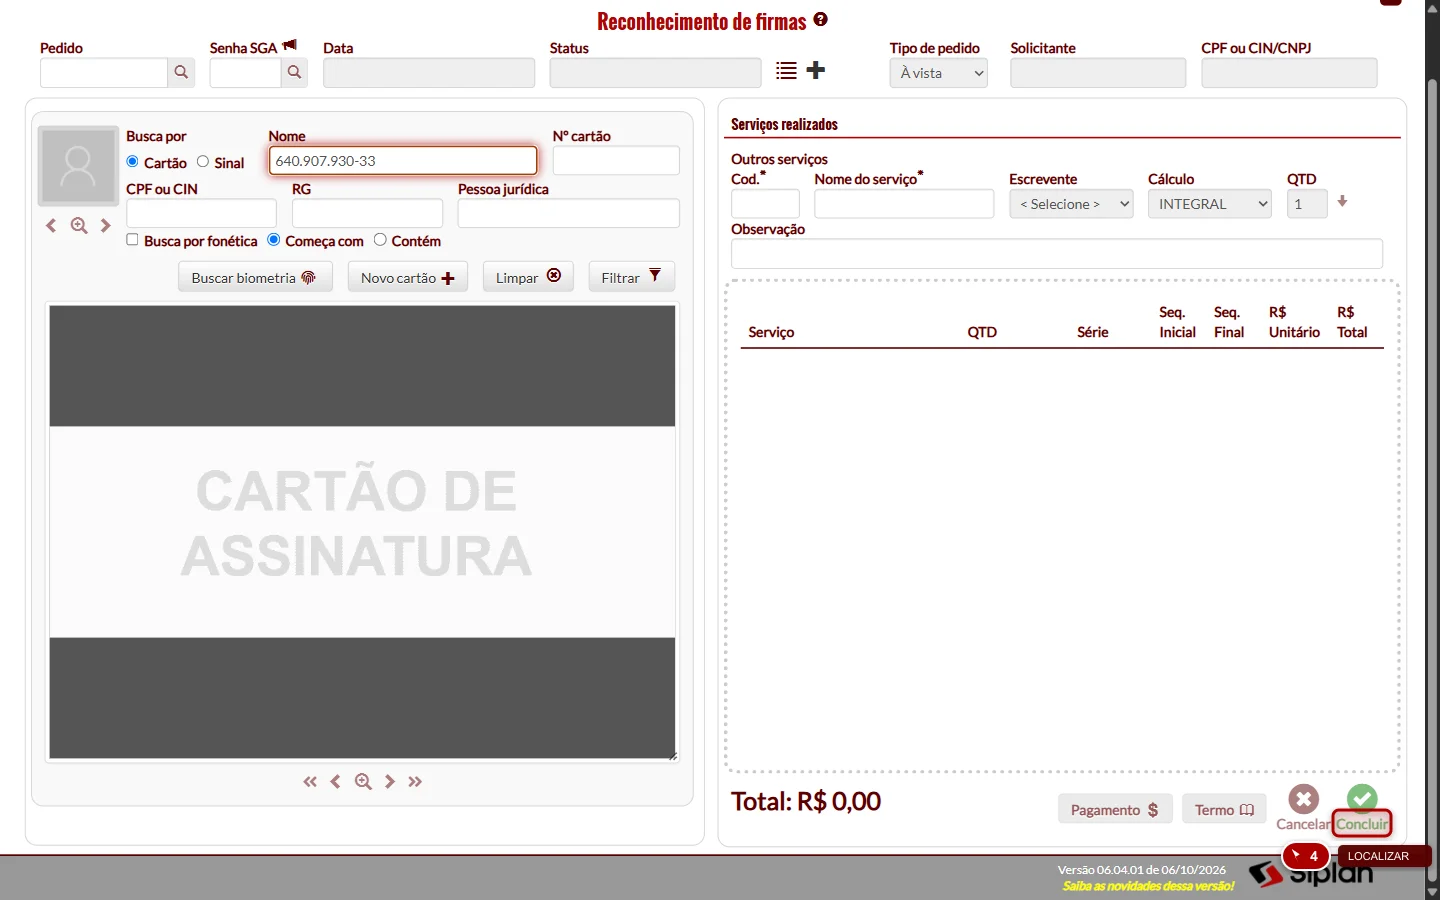 Reconhecimento de firmas ?
Pedido
Senha SGA
Data
Status
Tipo de pedido
Solicitante
CPF ou CIN/CNPJ
À vista
Busca por
Nome
Nº cartão
Cartão
Sinal
640.907.930-33
CPF ou CIN
RG
Pessoa jurídica
Busca por fonética
Começa com
Contém
Buscar biometria
Novo cartão
Limpar
Filtrar
CARTÃO DE
ASSINATURA
Serviços realizados
Outros serviços
Cod.*
Nome do serviço*
Escrevente
Cálculo
QTD
< Selecione >
INTEGRAL
1
Observação
Serviço
QTD
Série
Seq. Inicial
Seq. Final
R$ Unitário
R$ Total
Total: R$ 0,00
Pagamento $
Termo
Cancelar
Concluir
4
LOCALIZAR
Versão 06.04.01 de 06/10/2026
Saiba as novidades dessa versão!
Siplan